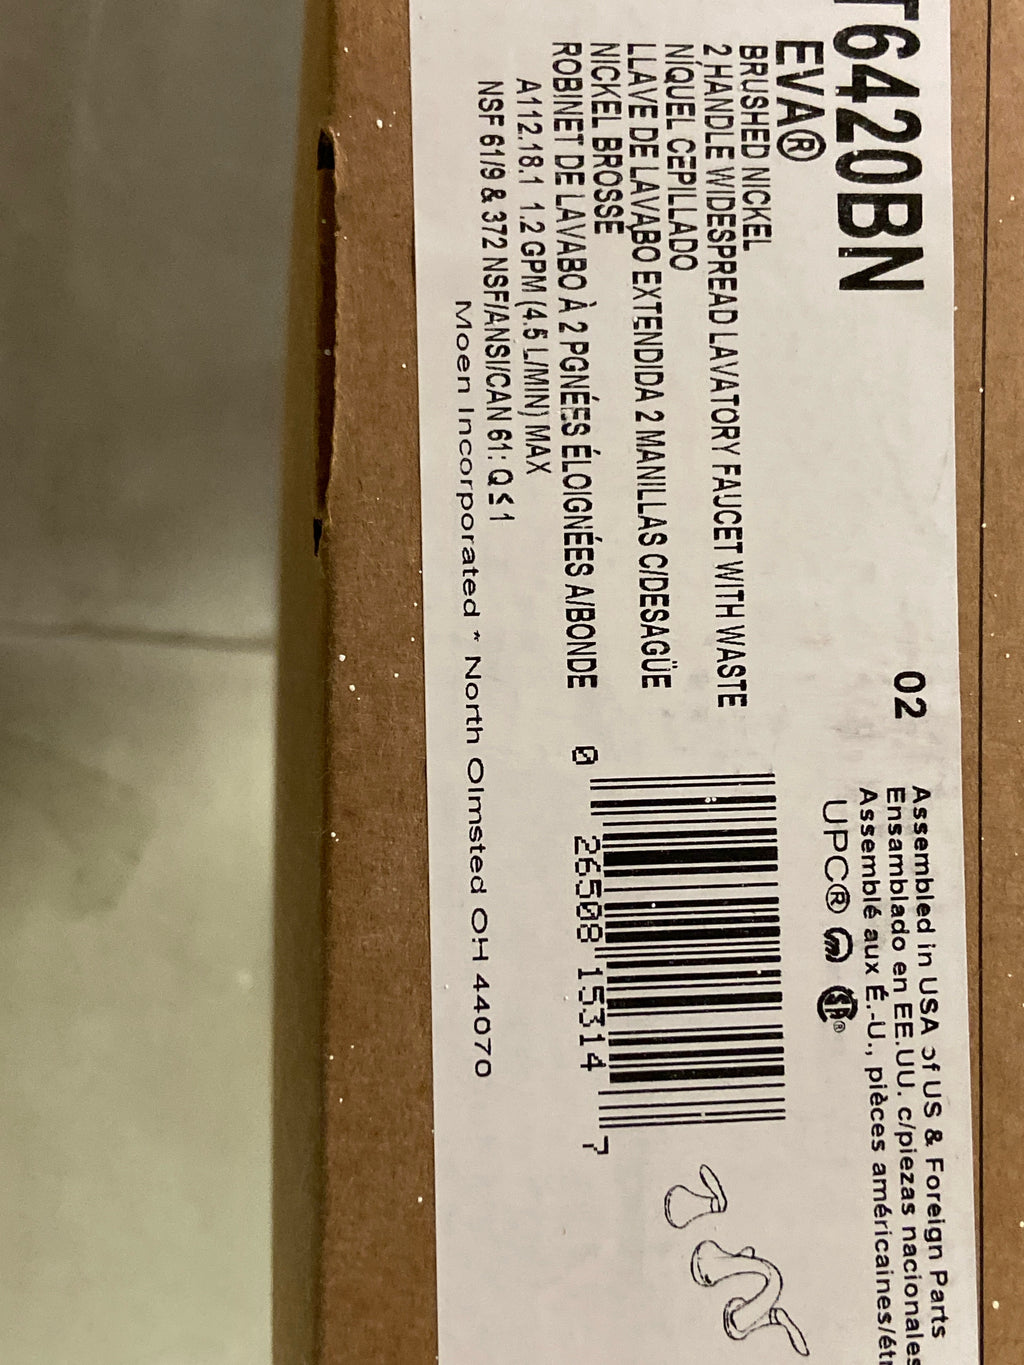 T6420BN
EVA®
BRUSHED NICKEL
2 HANDLE WIDESPREAD LAVATORY FAUCET WITH WASTE
NÍQUEL CEPILLADO
LLAVE DE LAVABO EXTENDIDA 2 MANILLAS C/DESAGÜE
NICKEL BROSSÉ
ROBINET DE LAVABO À 2 PGNÉES ÉLOIGNÉES A/BONDE
A112.18.1 1.2 GPM (4.5 L/MIN) MAX
NSF 61/9 & 372 NSF/ANSI/CAN 61: Q ≤ 1
Moen Incorporated * North Olmsted OH 44070
02
Assembled in USA of US & Foreign Parts
Ensamblado en EE.UU. c/piezas nacionales
Assemblé aux É.-U., pièces américaines/étr
UPC® SA®
0 26508 15314 7